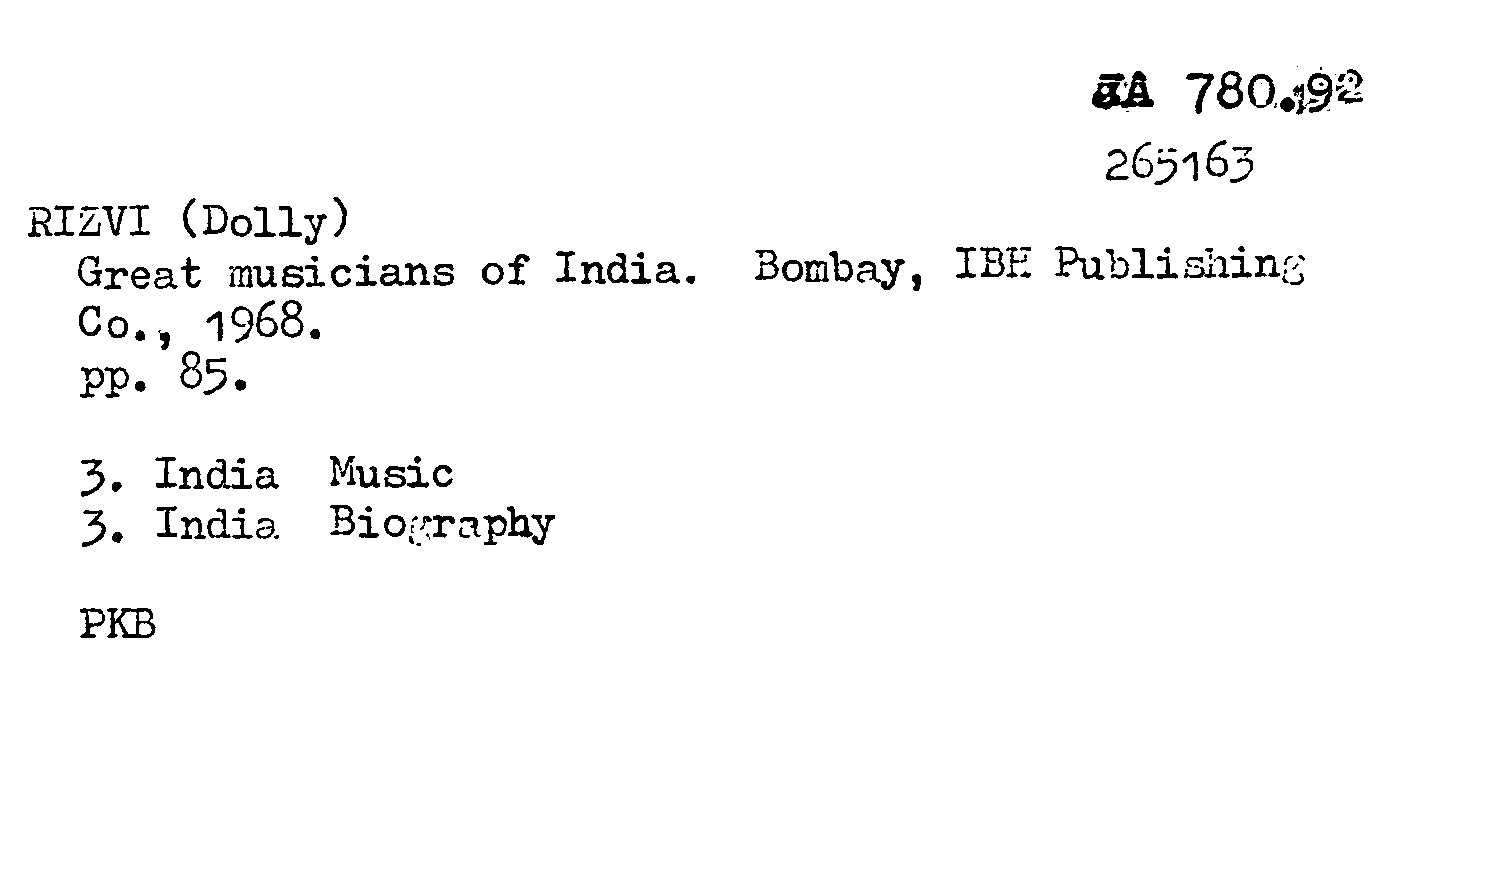 A 780.92
265163
RIZVI (Dolly)
Great musicians of India. Bombay, IBH Publishing
Co., 1968.
pp. 85.
3. India Music
3. India Biography
PKB